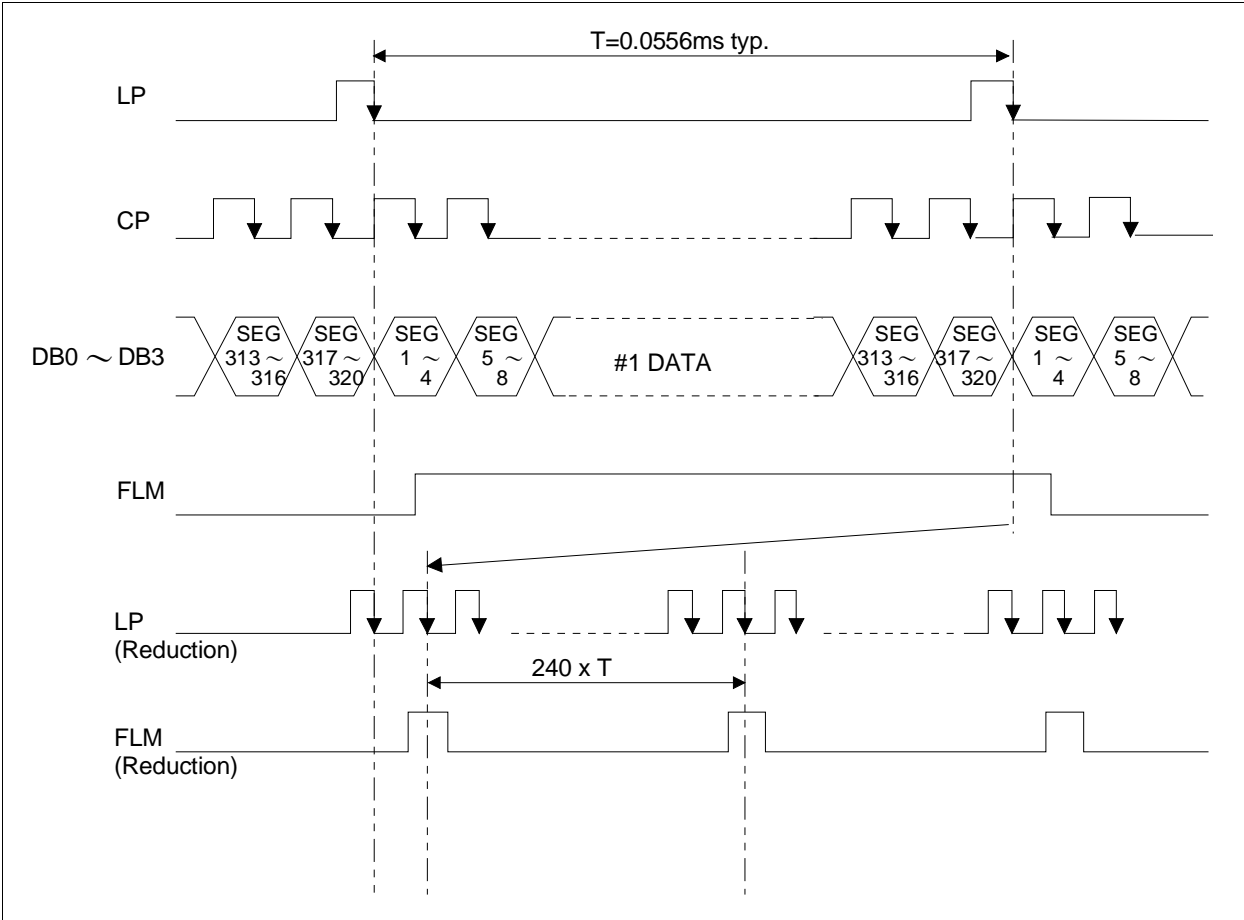 T=0.0556ms typ.
LP
CP
SEG SEG SEG SEG SEG SEG SEG SEG
DB0 ～ DB3 313～ 317～ 1 ～ 5 ～ #1 DATA 313～ 317～ 1 ～ 5 ～
316 320 4 8 316 320 4 8
FLM
LP
(Reduction)
240 x T
FLM
(Reduction)